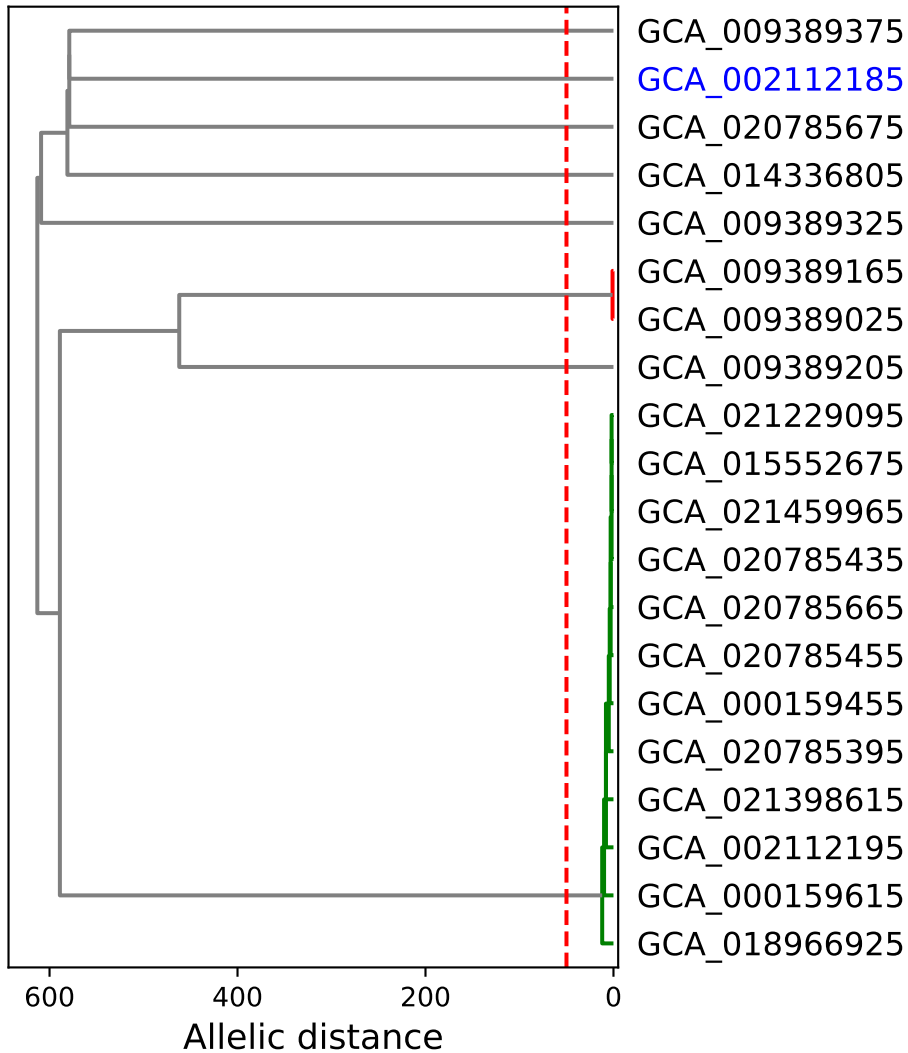 GCA_009389375
GCA_002112185
GCA_020785675
GCA_014336805
GCA_009389325
GCA_009389165
GCA_009389025
GCA_009389205
GCA_021229095
GCA_015552675
GCA_021459965
GCA_020785435
GCA_020785665
GCA_020785455
GCA_000159455
GCA_020785395
GCA_021398615
GCA_002112195
GCA_000159615
GCA_018966925
600 400 200 0
Allelic distance